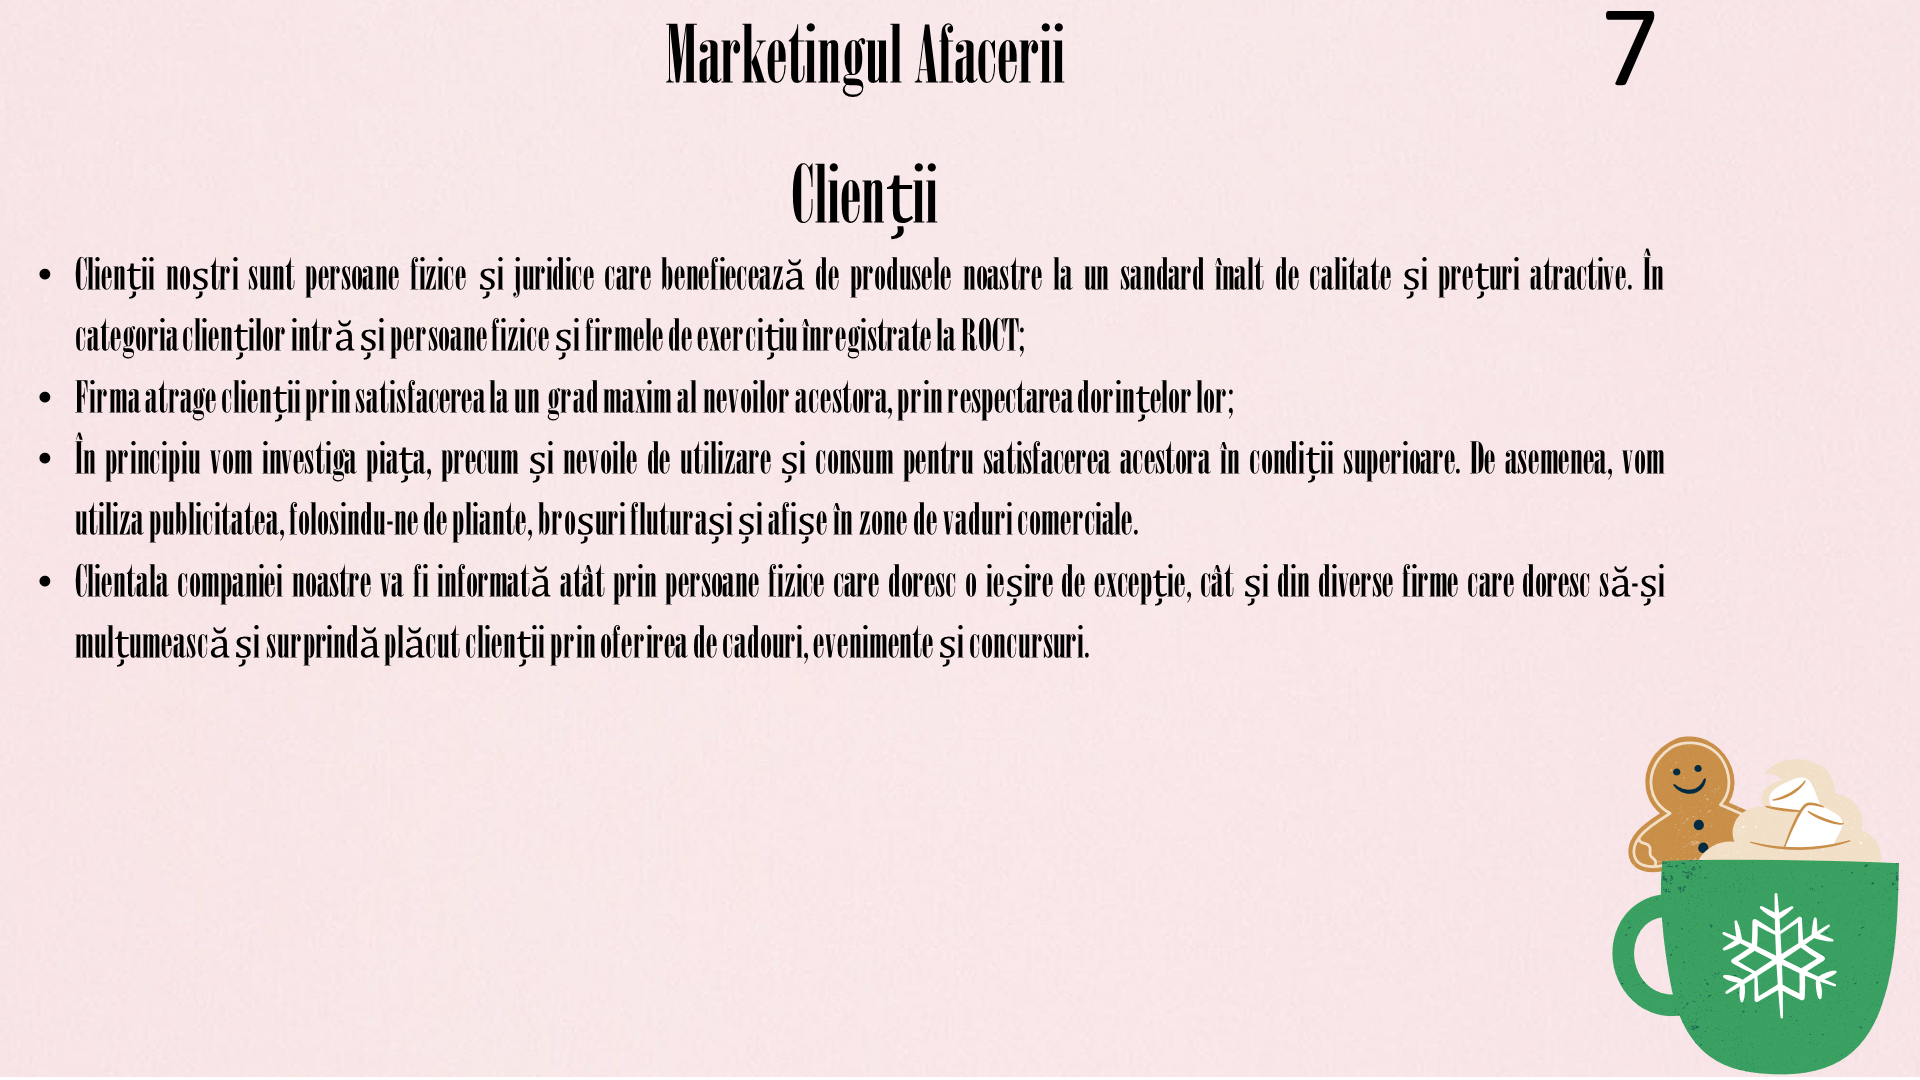 Marketingul Afacerii
7
Clienții
• Clienții noștri sunt persoane fizice și juridice care benefiecează de produsele noastre la un sandard înalt de calitate și prețuri atractive. În
categoria clienților intră și persoane fizice și firmele de exercițiu înregistrate la ROCT;
• Firma atrage clienții prin satisfacerea la un grad maxim al nevoilor acestora, prin respectarea dorințelor lor;
• În principiu vom investiga piața, precum și nevoile de utilizare și consum pentru satisfacerea acestora în condiții superioare. De asemenea, vom
utiliza publicitatea, folosindu-ne de pliante, broșuri fluturași și afișe în zone de vaduri comerciale.
• Clientala companiei noastre va fi informată atât prin persoane fizice care doresc o ieșire de excepție, cât și din diverse firme care doresc să-și
mulțumească și surprindă plăcut clienții prin oferirea de cadouri, evenimente și concursuri.